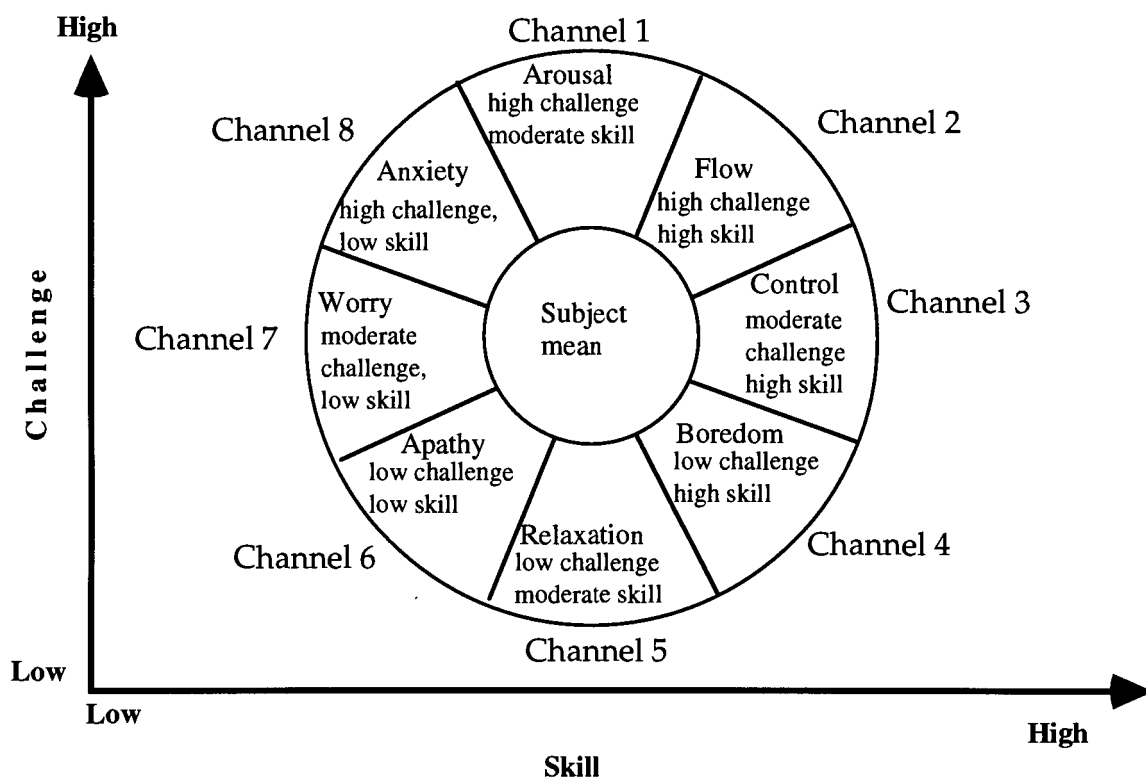 High
Channel 1
Arousal
high challenge
moderate skill
Channel 2
Flow
high challenge
high skill
Channel 3
Control
moderate
challenge
high skill
Channel 4
Boredom
low challenge
high skill
Channel 5
Relaxation
low challenge
moderate skill
Channel 6
Apathy
low challenge
low skill
Channel 7
Worry
moderate
challenge,
low skill
Channel 8
Anxiety
high challenge,
low skill
Subject
mean
Challenge
Low
Low
High
Skill